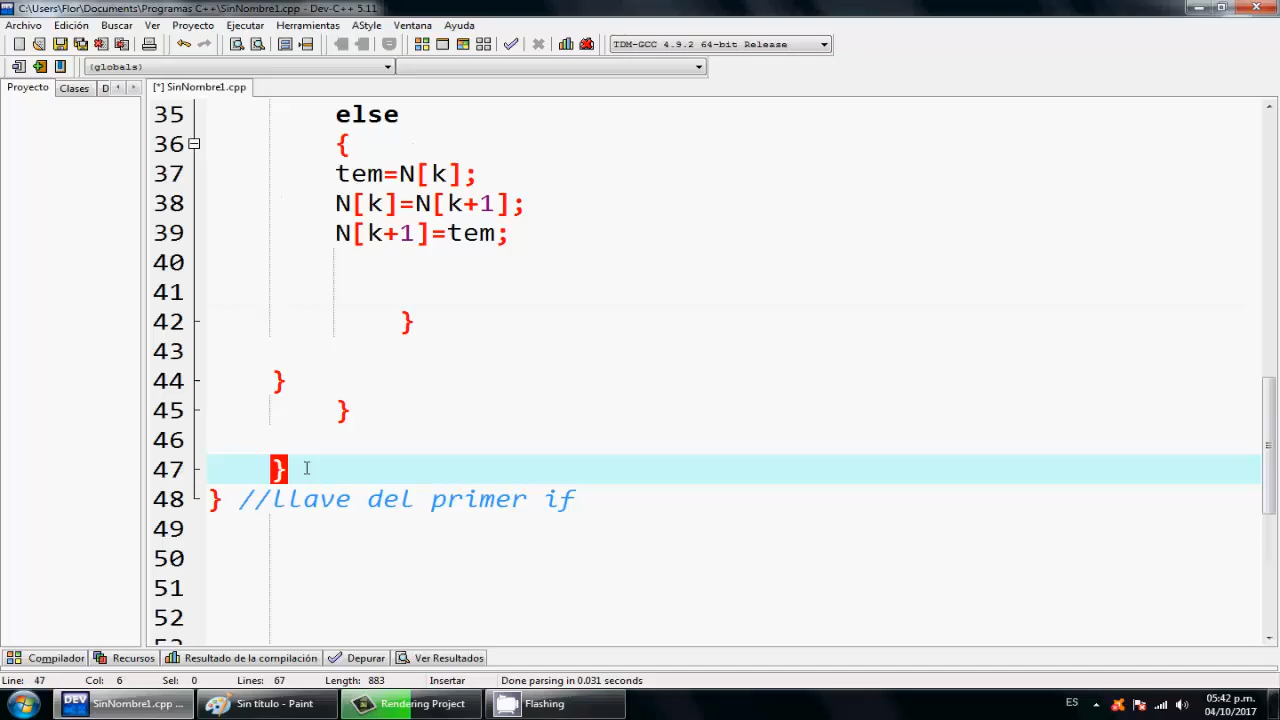 C:\Users\Flor\Documents\Programas C++\SinNombre1.cpp - Dev-C++ 5.11
Archivo Edición Buscar Ver Proyecto Ejecutar Herramientas AStyle Ventana Ayuda
TDM-GCC 4.9.2 64-bit Release
(globals)
Proyecto Clases D [*] SinNombre1.cpp
35 else
36 {
37 tem=N[k];
38 N[k]=N[k+1];
39 N[k+1]=tem;
40
41
42 }
43
44 }
45 }
46
47 }
48 } //llave del primer if
49
50
51
52
53
Compilador Recursos Resultado de la compilación Depurar Ver Resultados
Line: 47 Col: 6 Sel: 0 Lines: 67 Length: 883 Insertar Done parsing in 0.031 seconds
DEV SinNombre1.cpp ... Sin título - Paint Rendering Project Flashing ES 05:42 p.m.
04/10/2017